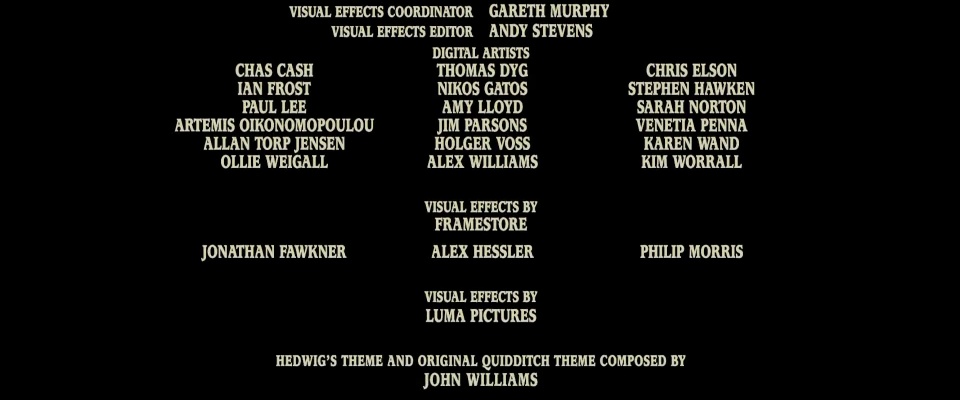 VISUAL EFFECTS COORDINATOR GARETH MURPHY
VISUAL EFFECTS EDITOR ANDY STEVENS
DIGITAL ARTISTS
CHAS CASH THOMAS DYG CHRIS ELSON
IAN FROST NIKOS GATOS STEPHEN HAWKEN
PAUL LEE AMY LLOYD SARAH NORTON
ARTEMIS OIKONOMOPOULOU JIM PARSONS VENETIA PENNA
ALLAN TORP JENSEN HOLGER VOSS KAREN WAND
OLLIE WEIGALL ALEX WILLIAMS KIM WORRALL
VISUAL EFFECTS BY
FRAMESTORE
JONATHAN FAWKNER ALEX HESSLER PHILIP MORRIS
VISUAL EFFECTS BY
LUMA PICTURES
HEDWIG'S THEME AND ORIGINAL QUIDDITCH THEME COMPOSED BY
JOHN WILLIAMS